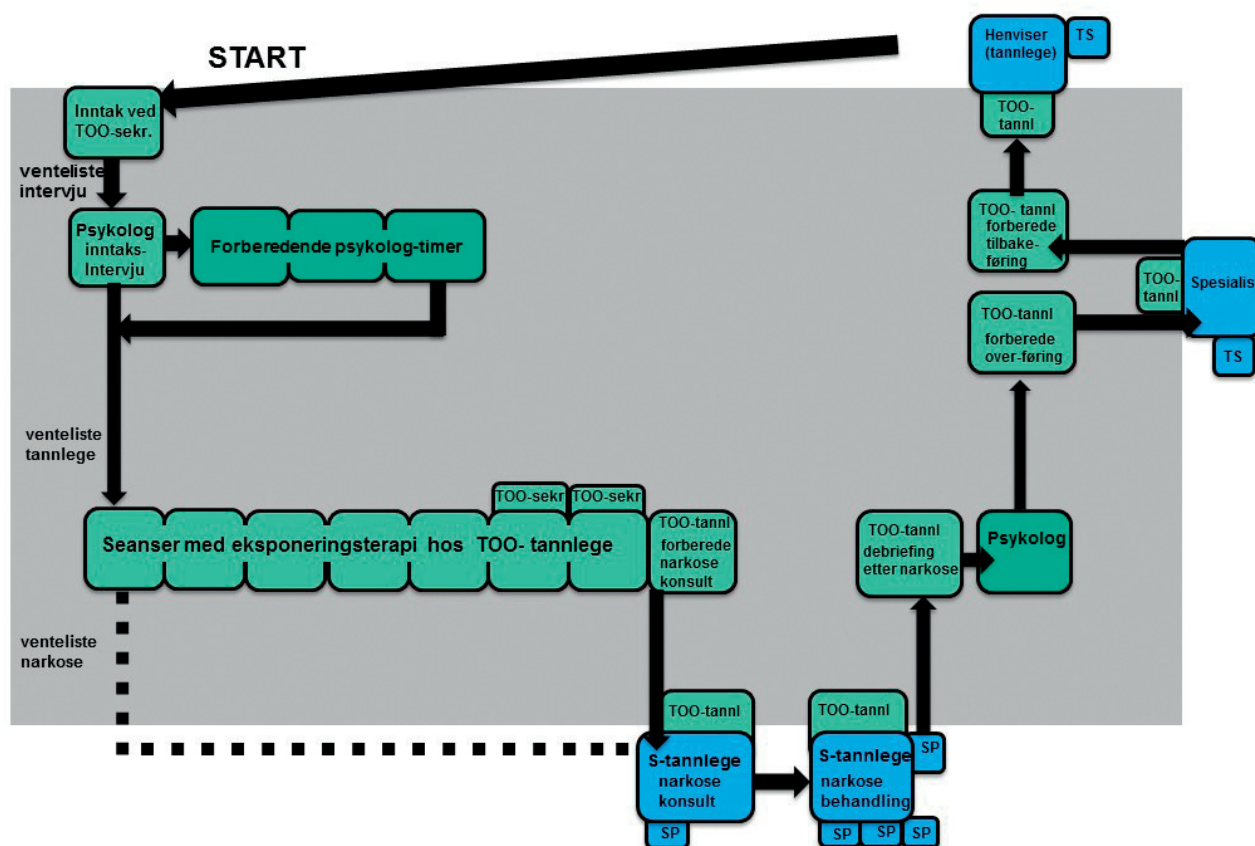 START
Henviser
(tannlege)
TS
TOO-
tannl
Inntak ved
TOO-sekr.
venteliste
intervju
Psykolog
inntaks-
Intervju
Forberedende psykolog-timer
TOO- tannl
forberede
tilbake-
føring
TOO-
tannl
Spesialis
TS
TOO-tannl
forberede
over-føring
venteliste
tannlege
TOO-sekr
TOO-sekr
Seanser med eksponeringsterapi hos TOO- tannlege
TOO-tannl
forberede
narkose
konsult
TOO-tannl
debriefing
etter narkose
Psykolog
venteliste
narkose
TOO-tannl
S-tannlege
narkose
konsult
SP
TOO-tannl
S-tannlege
narkose
behandling
SP
SP
SP
SP